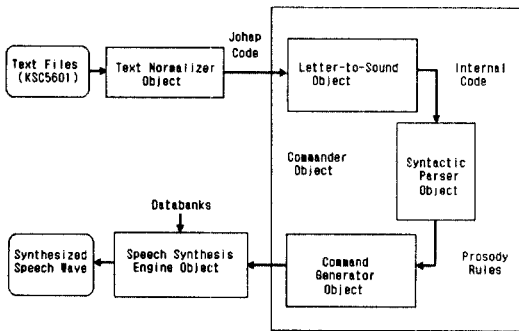 Text Files
(KSC5601)
Text Normalizer
Object
Johap
Code
Letter-to-Sound
Object
Internal
Code
Commander
Object
Syntactic
Parser
Object
Prosody
Rules
Command
Generator
Object
Databanks
Speech Synthesis
Engine Object
Synthesized
Speech Wave